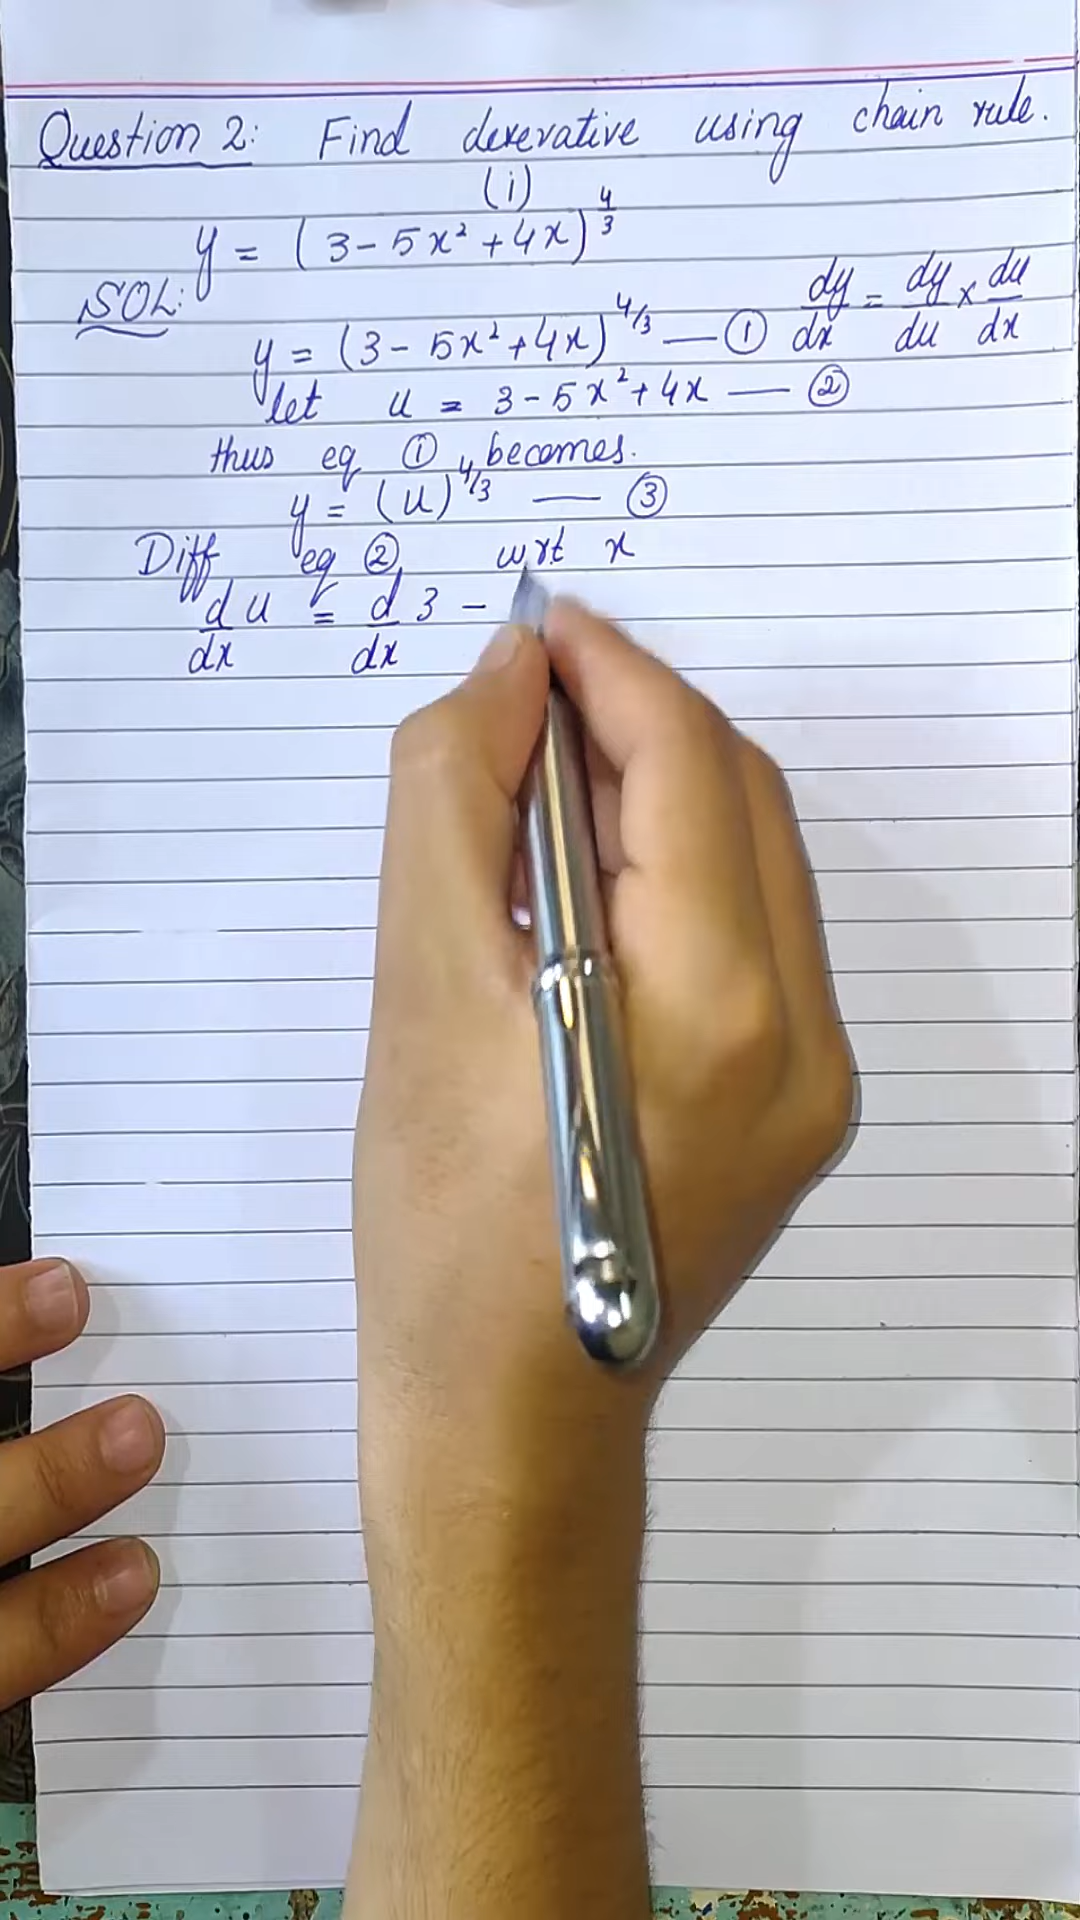 Question 2: Find derevative using chain rule.
(i)
y = (3 - 5x² + 4x)^4/3
SOL:
y = (3 - 5x² + 4x)^4/3 — ① dy/dx = dy/du × du/dx
let u = 3 - 5x² + 4x — ②
thus eq ① becomes.
y = (u)^4/3 — ③
Diff eq ② wrt x
d/dx u = d/dx 3 -